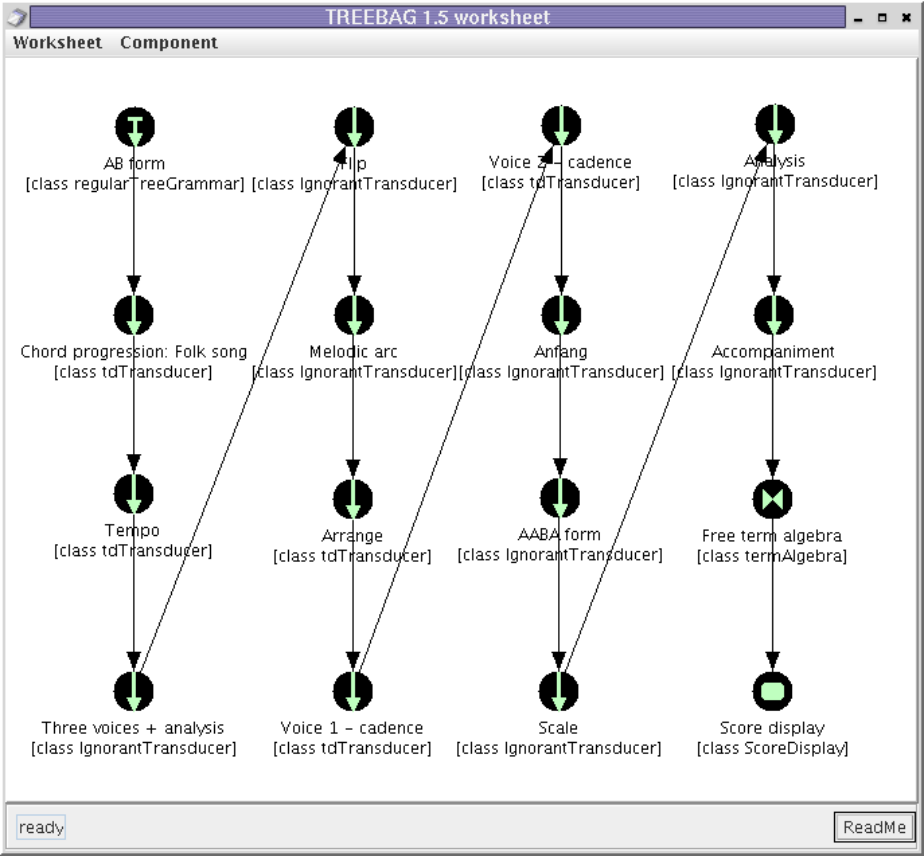 TREEBAG 1.5 worksheet
Worksheet Component
AB form
[class regularTreeGrammar]
Flip
[class IgnorantTransducer]
Voice 2 - cadence
[class tdTransducer]
Analysis
[class IgnorantTransducer]
Chord progression: Folk song
[class tdTransducer]
Melodic arc
[class IgnorantTransducer]
Anfang
[class IgnorantTransducer]
Accompaniment
[class IgnorantTransducer]
Tempo
[class tdTransducer]
Arrange
[class tdTransducer]
AABA form
[class IgnorantTransducer]
Free term algebra
[class termAlgebra]
Three voices + analysis
[class IgnorantTransducer]
Voice 1 - cadence
[class tdTransducer]
Scale
[class IgnorantTransducer]
Score display
[class ScoreDisplay]
ready
ReadMe